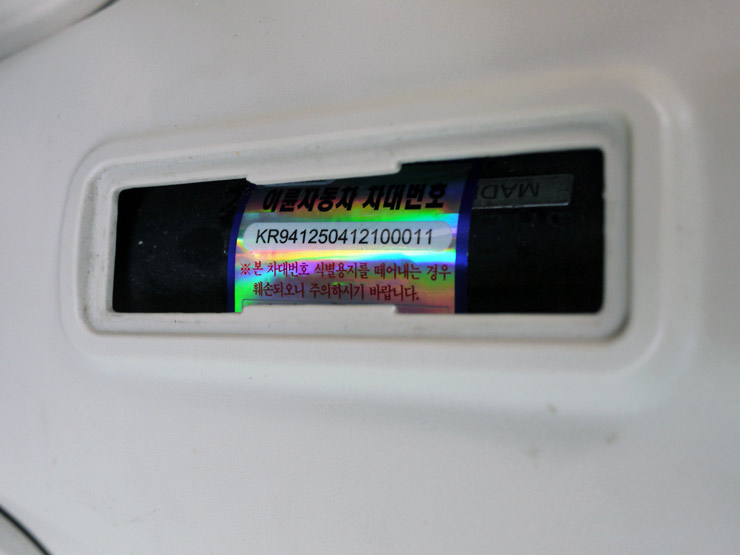 이륜자동차 차대번호
KR941250412100011
※본 차대번호 식별용지를 떼어내는 경우
훼손되오니 주의하시기 바랍니다.
MAD